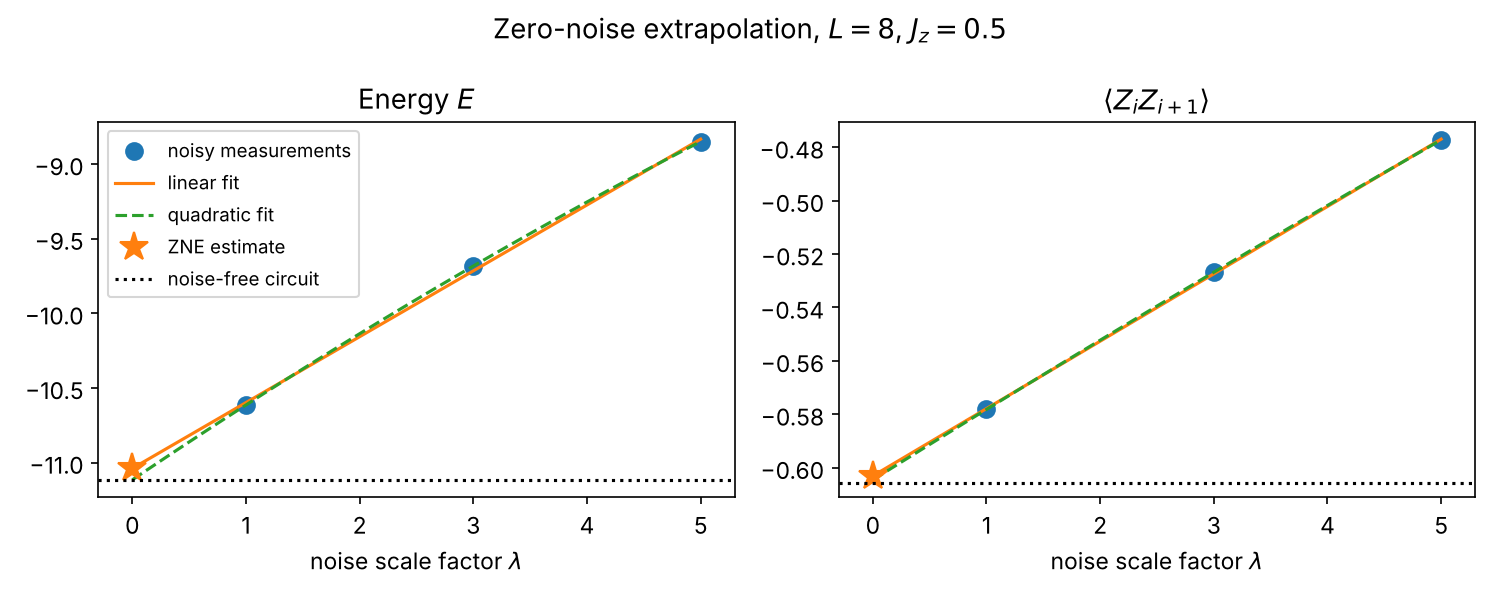 Zero-noise extrapolation, L = 8, J_z = 0.5
Energy E
−9.0
−9.5
−10.0
−10.5
−11.0
noisy measurements
linear fit
quadratic fit
ZNE estimate
noise-free circuit
0 1 2 3 4 5
noise scale factor λ
⟨Z_iZ_{i+1}⟩
−0.48
−0.50
−0.52
−0.54
−0.56
−0.58
−0.60
0 1 2 3 4 5
noise scale factor λ